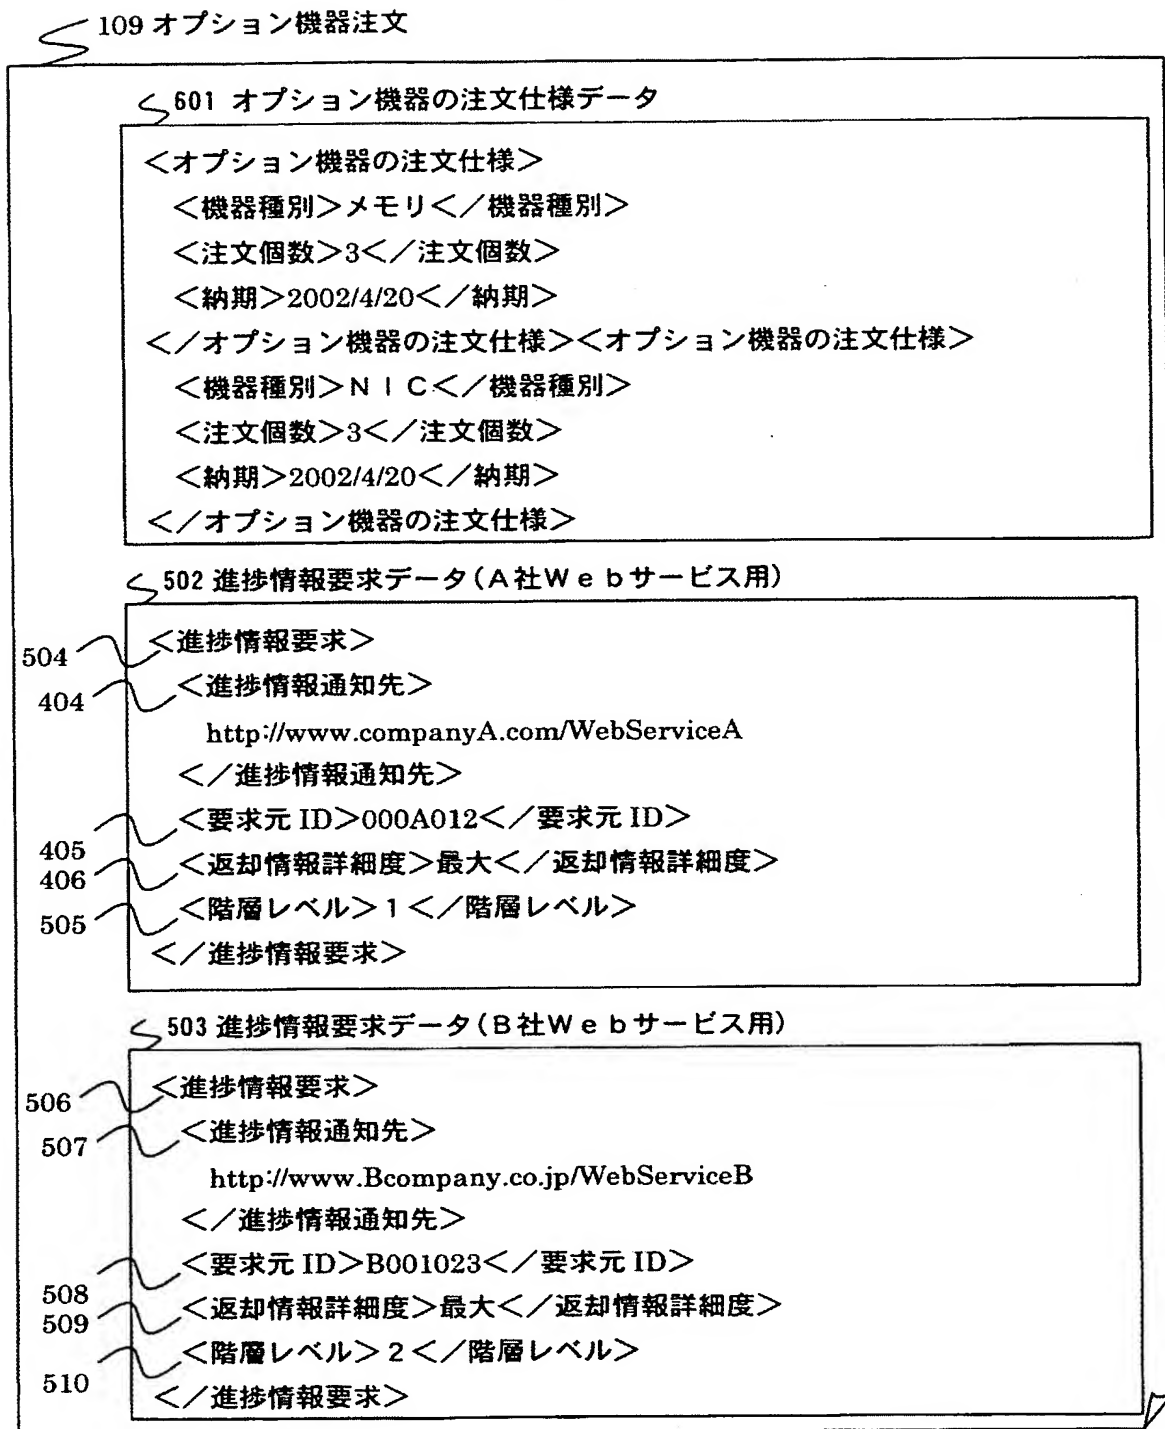 109 オプション機器注文
601 オプション機器の注文仕様データ
＜オプション機器の注文仕様＞
＜機器種別＞メモリ＜／機器種別＞
＜注文個数＞3＜／注文個数＞
＜納期＞2002/4/20＜／納期＞
＜／オプション機器の注文仕様＞＜オプション機器の注文仕様＞
＜機器種別＞ＮＩＣ＜／機器種別＞
＜注文個数＞3＜／注文個数＞
＜納期＞2002/4/20＜／納期＞
＜／オプション機器の注文仕様＞
502 進捗情報要求データ（Ａ社Ｗｅｂサービス用）
504 ＜進捗情報要求＞
404 ＜進捗情報通知先＞
http://www.companyA.com/WebServiceA
＜／進捗情報通知先＞
405 ＜要求元 ID＞000A012＜／要求元 ID＞
406 ＜返却情報詳細度＞最大＜／返却情報詳細度＞
505 ＜階層レベル＞１＜／階層レベル＞
＜／進捗情報要求＞
503 進捗情報要求データ（Ｂ社Ｗｅｂサービス用）
506 ＜進捗情報要求＞
507 ＜進捗情報通知先＞
http://www.Bcompany.co.jp/WebServiceB
＜／進捗情報通知先＞
508 ＜要求元 ID＞B001023＜／要求元 ID＞
509 ＜返却情報詳細度＞最大＜／返却情報詳細度＞
510 ＜階層レベル＞２＜／階層レベル＞
＜／進捗情報要求＞